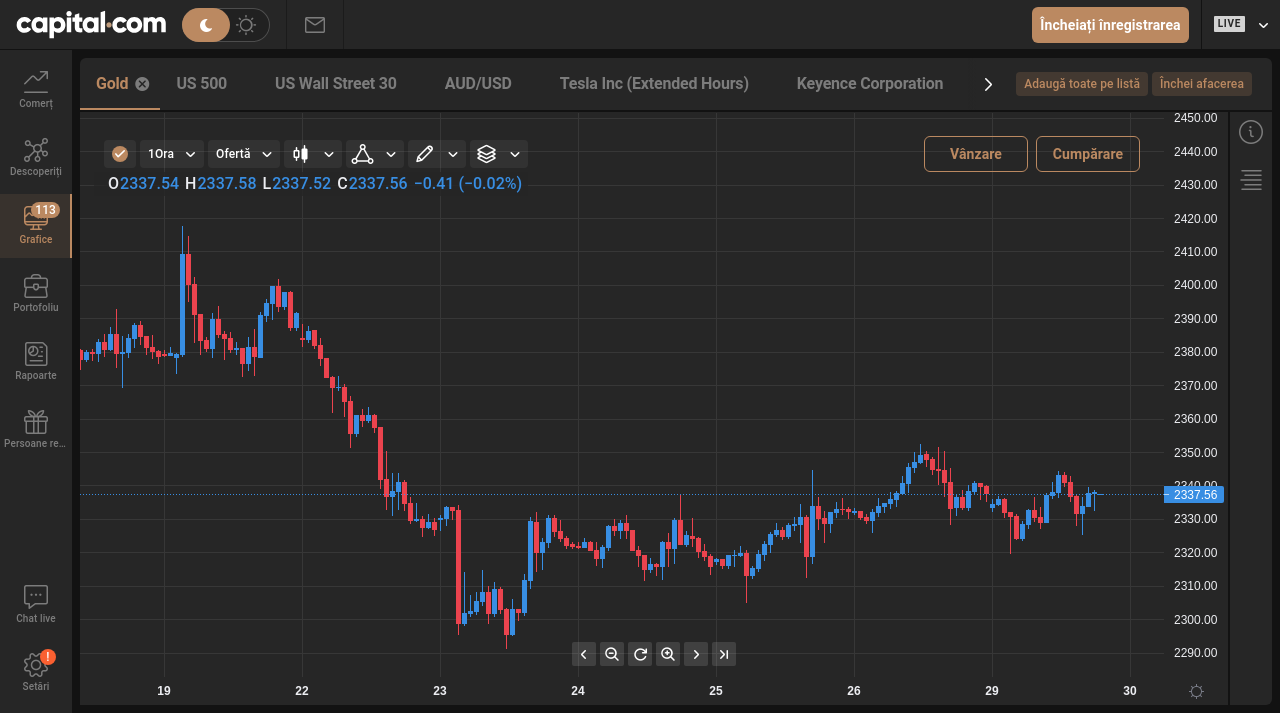 capital.com
Încheiați înregistrarea
LIVE
Gold
US 500
US Wall Street 30
AUD/USD
Tesla Inc (Extended Hours)
Keyence Corporation
Adaugă toate pe listă
Închei afacerea
Comerț
Descoperiți
113
Grafice
Portofoliu
Rapoarte
Persoane re...
Chat live
!
Setări
1Ora
Ofertă
Vânzare
Cumpărare
O2337.54 H2337.58 L2337.52 C2337.56 −0.41 (−0.02%)
2450.00
2440.00
2430.00
2420.00
2410.00
2400.00
2390.00
2380.00
2370.00
2360.00
2350.00
2340.00
2337.56
2330.00
2320.00
2310.00
2300.00
2290.00
19 22 23 24 25 26 29 30